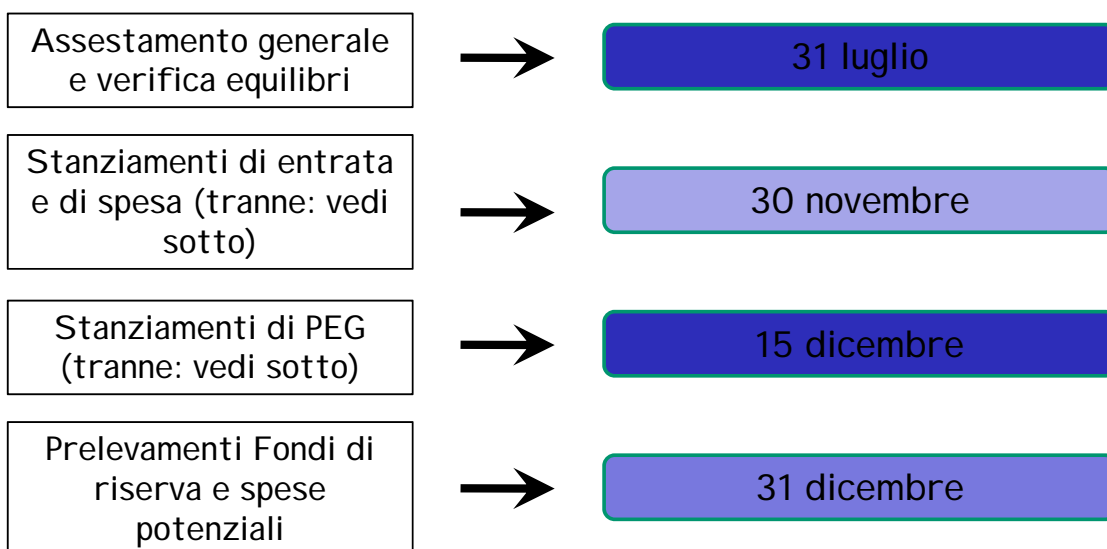 Assestamento generale
e verifica equilibri
31 luglio
Stanziamenti di entrata
e di spesa (tranne: vedi
sotto)
30 novembre
Stanziamenti di PEG
(tranne: vedi sotto)
15 dicembre
Prelevamenti Fondi di
riserva e spese
potenziali
31 dicembre